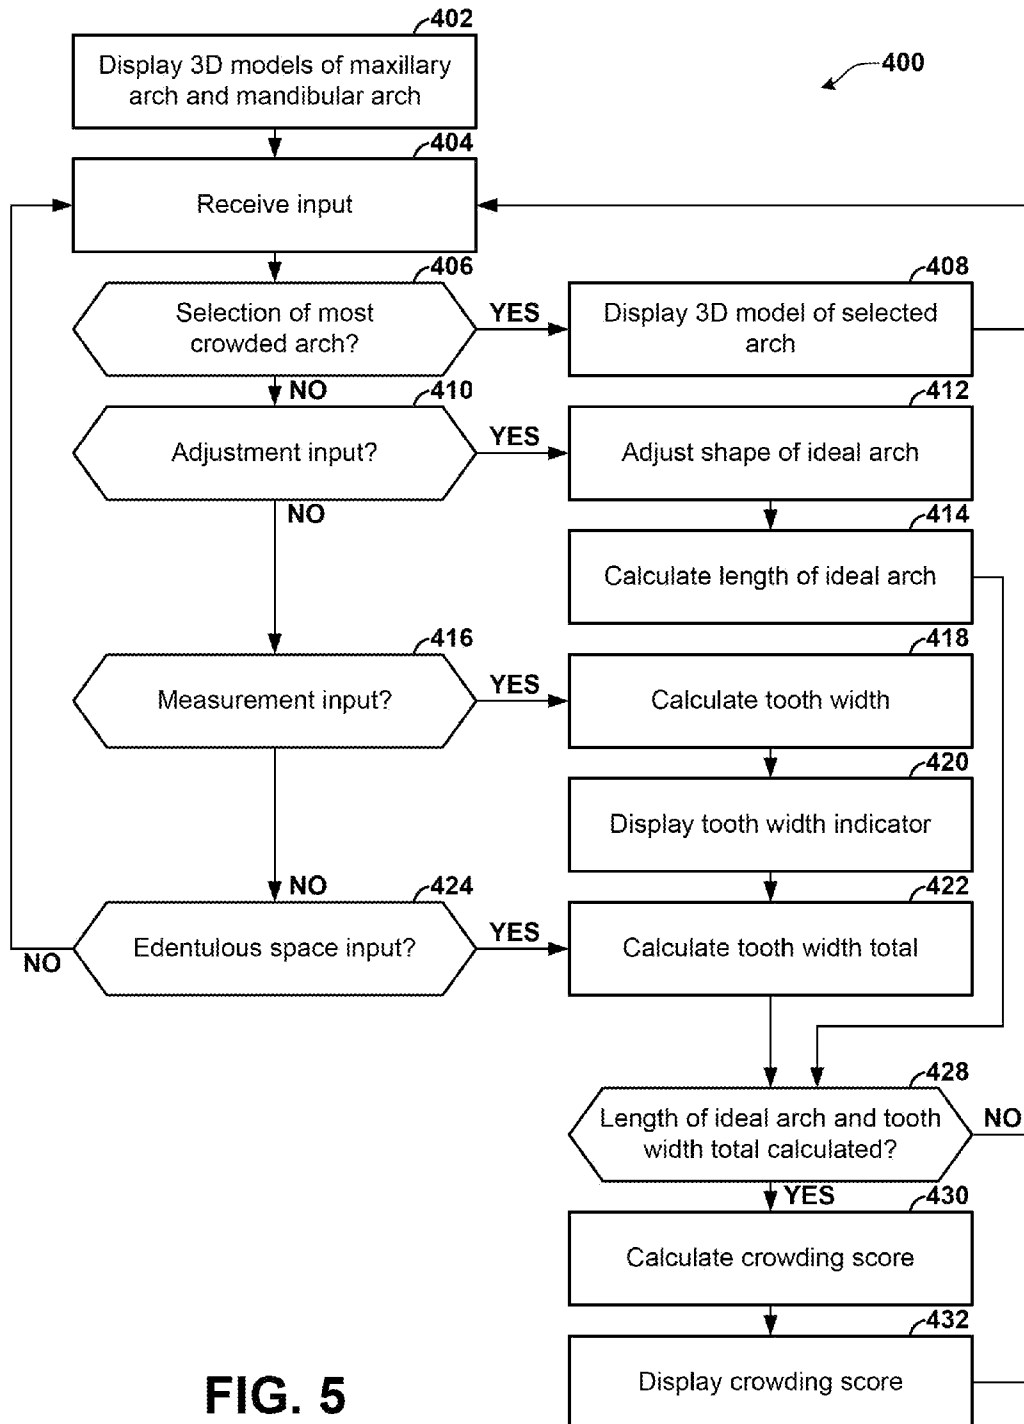 402
Display 3D models of maxillary
arch and mandibular arch
400
404
Receive input
406
Selection of most
crowded arch?
YES
408
Display 3D model of selected
arch
NO
410
Adjustment input?
YES
412
Adjust shape of ideal arch
NO
414
Calculate length of ideal arch
416
Measurement input?
YES
418
Calculate tooth width
420
Display tooth width indicator
NO
424
Edentulous space input?
NO
YES
422
Calculate tooth width total
428
Length of ideal arch and tooth
width total calculated?
NO
YES
430
Calculate crowding score
432
Display crowding score
FIG. 5